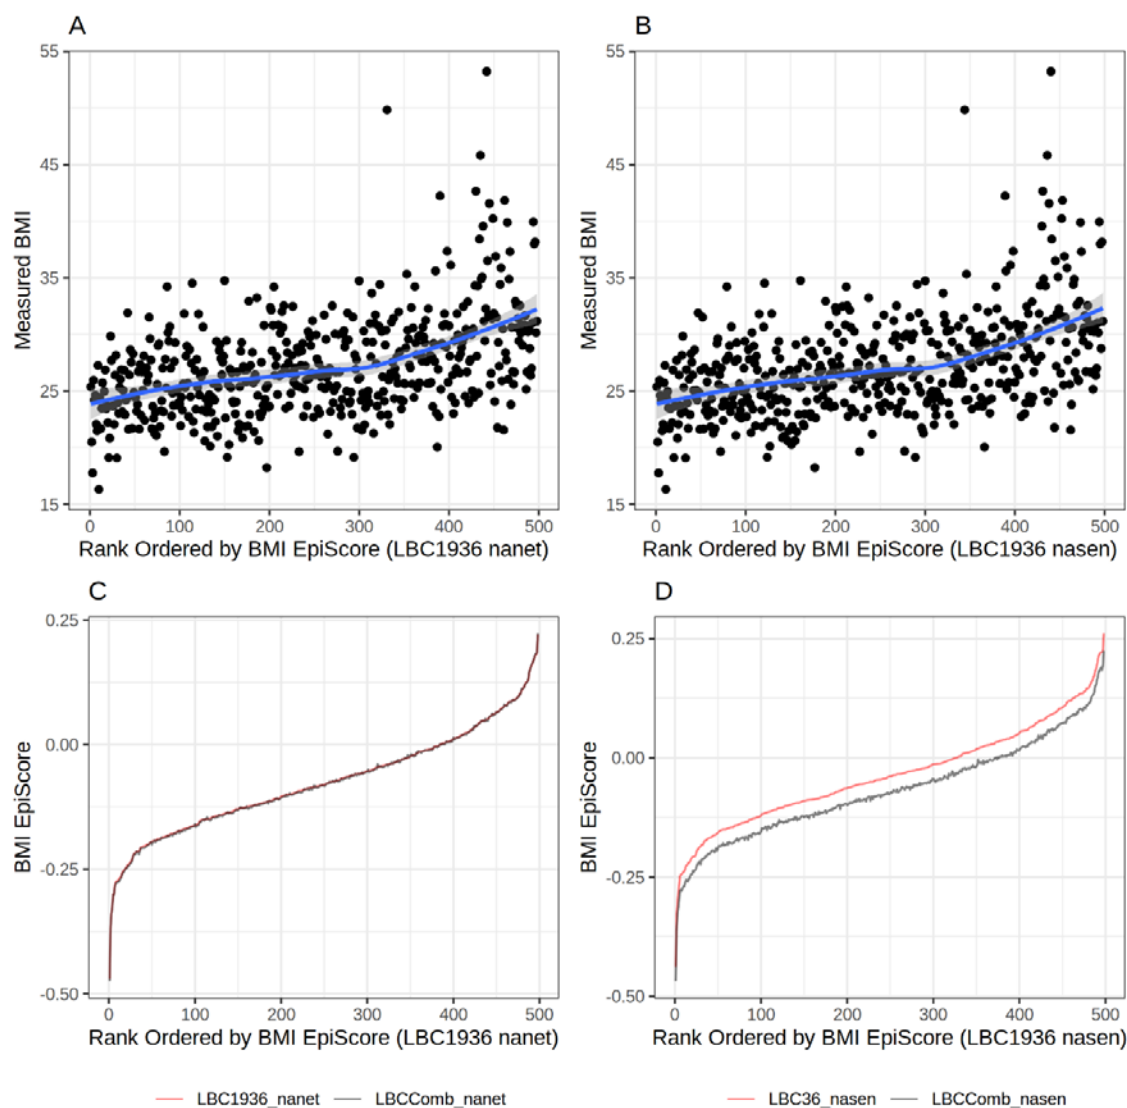 A
B
55
45
35
25
15
Measured BMI
0 100 200 300 400 500
Rank Ordered by BMI EpiScore (LBC1936 nanet)
55
45
35
25
15
Measured BMI
0 100 200 300 400 500
Rank Ordered by BMI EpiScore (LBC1936 nasen)
C
D
0.25
0.00
-0.25
-0.50
BMI EpiScore
0 100 200 300 400 500
Rank Ordered by BMI EpiScore (LBC1936 nanet)
LBC1936_nanet LBCComb_nanet
0.25
0.00
-0.25
-0.50
BMI EpiScore
0 100 200 300 400 500
Rank Ordered by BMI EpiScore (LBC1936 nasen)
LBC36_nasen LBCComb_nasen